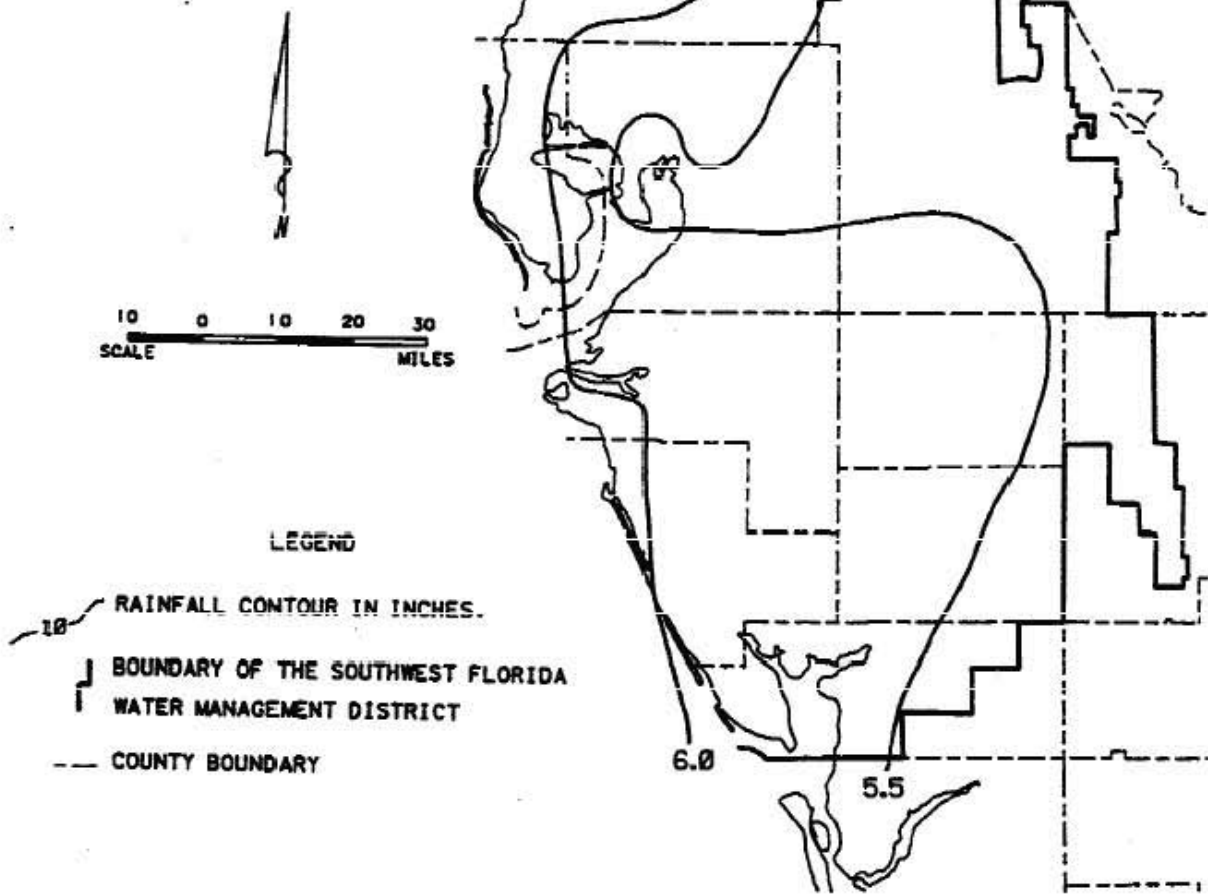 N
10 0 10 20 30
SCALE MILES
LEGEND
10 RAINFALL CONTOUR IN INCHES.
BOUNDARY OF THE SOUTHWEST FLORIDA
WATER MANAGEMENT DISTRICT
COUNTY BOUNDARY
6.0
5.5